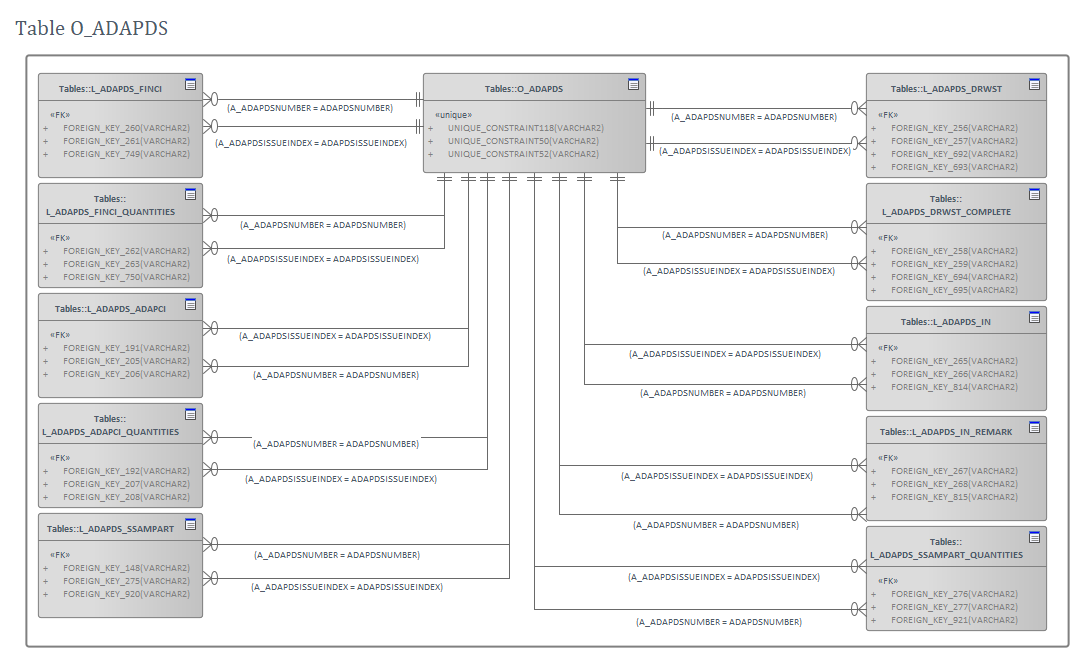 Table O_ADAPDS
Tables::L_ADAPDS_FINCI
«FK»
+ FOREIGN_KEY_260(VARCHAR2)
+ FOREIGN_KEY_261(VARCHAR2)
+ FOREIGN_KEY_749(VARCHAR2)
(A_ADAPDSNUMBER = ADAPDSNUMBER)
(A_ADAPDSISSUEINDEX = ADAPDSISSUEINDEX)
Tables::O_ADAPDS
«unique»
+ UNIQUE_CONSTRAINT118(VARCHAR2)
+ UNIQUE_CONSTRAINT50(VARCHAR2)
+ UNIQUE_CONSTRAINT52(VARCHAR2)
(A_ADAPDSNUMBER = ADAPDSNUMBER)
(A_ADAPDSISSUEINDEX = ADAPDSISSUEINDEX)
Tables::L_ADAPDS_DRWST
«FK»
+ FOREIGN_KEY_256(VARCHAR2)
+ FOREIGN_KEY_257(VARCHAR2)
+ FOREIGN_KEY_692(VARCHAR2)
+ FOREIGN_KEY_693(VARCHAR2)
Tables::
L_ADAPDS_FINCI_QUANTITIES
«FK»
+ FOREIGN_KEY_262(VARCHAR2)
+ FOREIGN_KEY_263(VARCHAR2)
+ FOREIGN_KEY_750(VARCHAR2)
(A_ADAPDSNUMBER = ADAPDSNUMBER)
(A_ADAPDSISSUEINDEX = ADAPDSISSUEINDEX)
(A_ADAPDSNUMBER = ADAPDSNUMBER)
(A_ADAPDSISSUEINDEX = ADAPDSISSUEINDEX)
Tables::
L_ADAPDS_DRWST_COMPLETE
«FK»
+ FOREIGN_KEY_258(VARCHAR2)
+ FOREIGN_KEY_259(VARCHAR2)
+ FOREIGN_KEY_694(VARCHAR2)
+ FOREIGN_KEY_695(VARCHAR2)
Tables::L_ADAPDS_ADAPCI
«FK»
+ FOREIGN_KEY_191(VARCHAR2)
+ FOREIGN_KEY_205(VARCHAR2)
+ FOREIGN_KEY_206(VARCHAR2)
(A_ADAPDSISSUEINDEX = ADAPDSISSUEINDEX)
(A_ADAPDSNUMBER = ADAPDSNUMBER)
(A_ADAPDSISSUEINDEX = ADAPDSISSUEINDEX)
(A_ADAPDSNUMBER = ADAPDSNUMBER)
Tables::L_ADAPDS_IN
«FK»
+ FOREIGN_KEY_265(VARCHAR2)
+ FOREIGN_KEY_266(VARCHAR2)
+ FOREIGN_KEY_814(VARCHAR2)
Tables::
L_ADAPDS_ADAPCI_QUANTITIES
«FK»
+ FOREIGN_KEY_192(VARCHAR2)
+ FOREIGN_KEY_207(VARCHAR2)
+ FOREIGN_KEY_208(VARCHAR2)
(A_ADAPDSNUMBER = ADAPDSNUMBER)
(A_ADAPDSISSUEINDEX = ADAPDSISSUEINDEX)
(A_ADAPDSISSUEINDEX = ADAPDSISSUEINDEX)
(A_ADAPDSNUMBER = ADAPDSNUMBER)
Tables::L_ADAPDS_IN_REMARK
«FK»
+ FOREIGN_KEY_267(VARCHAR2)
+ FOREIGN_KEY_268(VARCHAR2)
+ FOREIGN_KEY_815(VARCHAR2)
Tables::L_ADAPDS_SSAMPART
«FK»
+ FOREIGN_KEY_148(VARCHAR2)
+ FOREIGN_KEY_275(VARCHAR2)
+ FOREIGN_KEY_920(VARCHAR2)
(A_ADAPDSNUMBER = ADAPDSNUMBER)
(A_ADAPDSISSUEINDEX = ADAPDSISSUEINDEX)
(A_ADAPDSISSUEINDEX = ADAPDSISSUEINDEX)
(A_ADAPDSNUMBER = ADAPDSNUMBER)
Tables::
L_ADAPDS_SSAMPART_QUANTITIES
«FK»
+ FOREIGN_KEY_276(VARCHAR2)
+ FOREIGN_KEY_277(VARCHAR2)
+ FOREIGN_KEY_921(VARCHAR2)